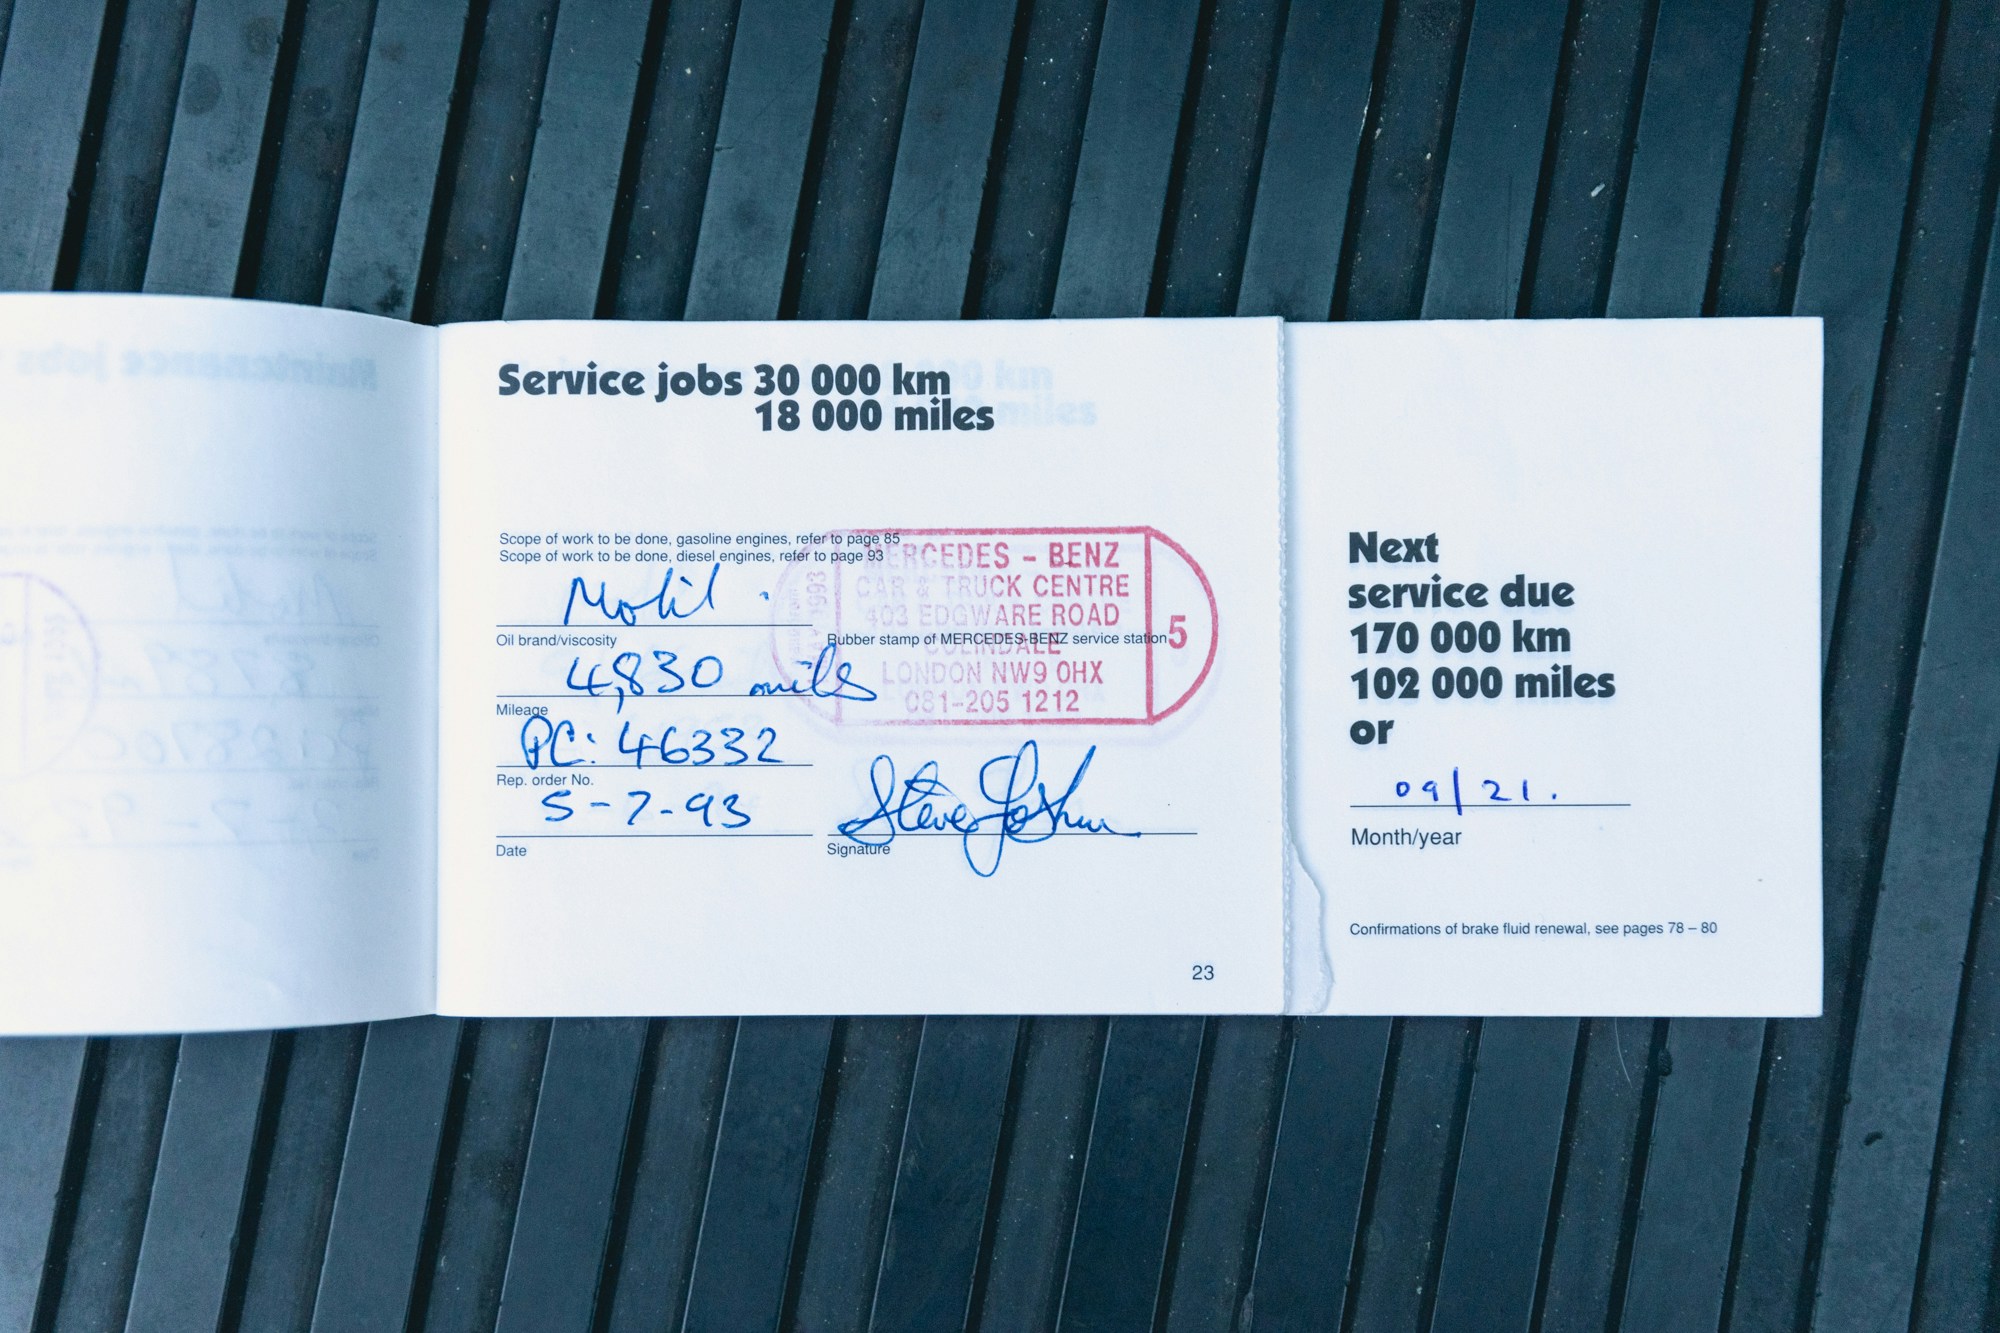 Service jobs 30 000 km
18 000 miles
Scope of work to be done, gasoline engines, refer to page 85
Scope of work to be done, diesel engines, refer to page 93
Mobil
Oil brand/viscosity
4,830 miles
Mileage
PC: 46332
Rep. order No.
5-7-93
Date
MERCEDES - BENZ
CAR & TRUCK CENTRE
403 EDGWARE ROAD
COLINDALE
LONDON NW9 0HX
081-205 1212
5
1993
Rubber stamp of MERCEDES-BENZ service station
Steve
Signature
23
Next
service due
170 000 km
102 000 miles
or
09/21.
Month/year
Confirmations of brake fluid renewal, see pages 78 – 80